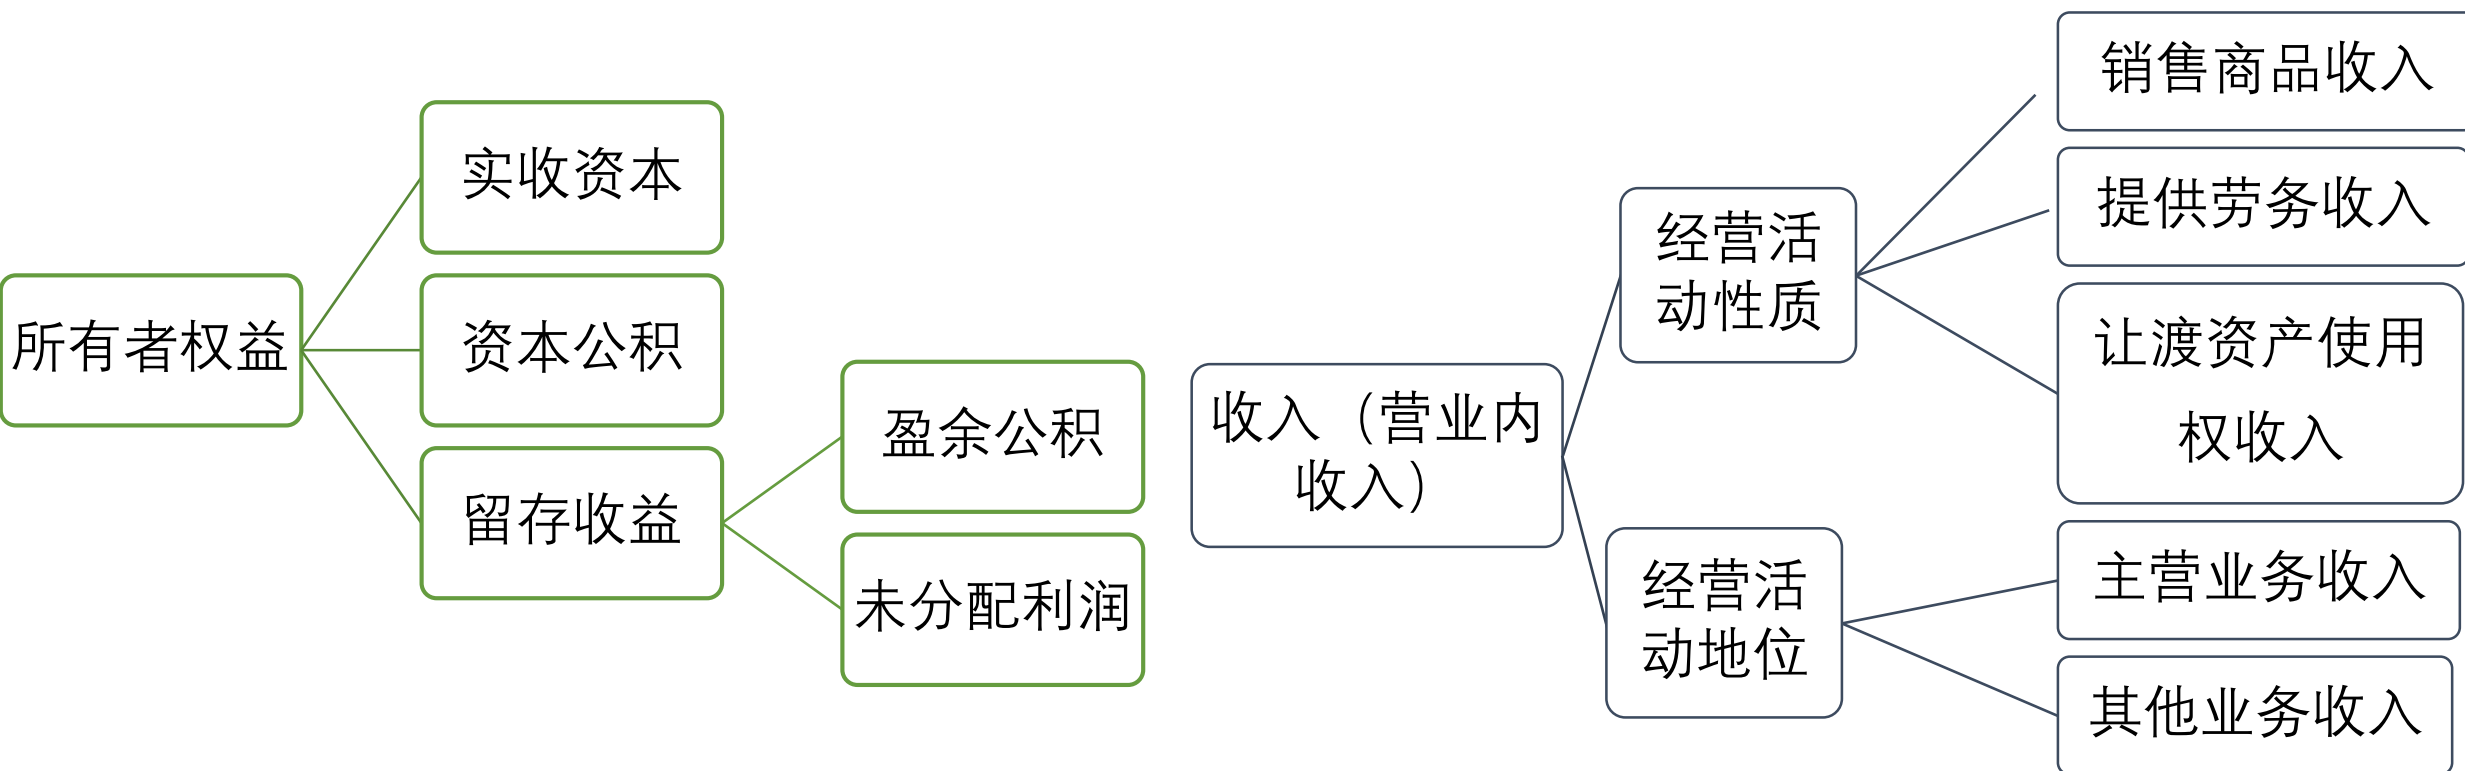 所有者权益
实收资本
资本公积
留存收益
盈余公积
未分配利润
收入（营业内
收入）
经营活
动性质
销售商品收入
提供劳务收入
让渡资产使用
权收入
经营活
动地位
主营业务收入
其他业务收入